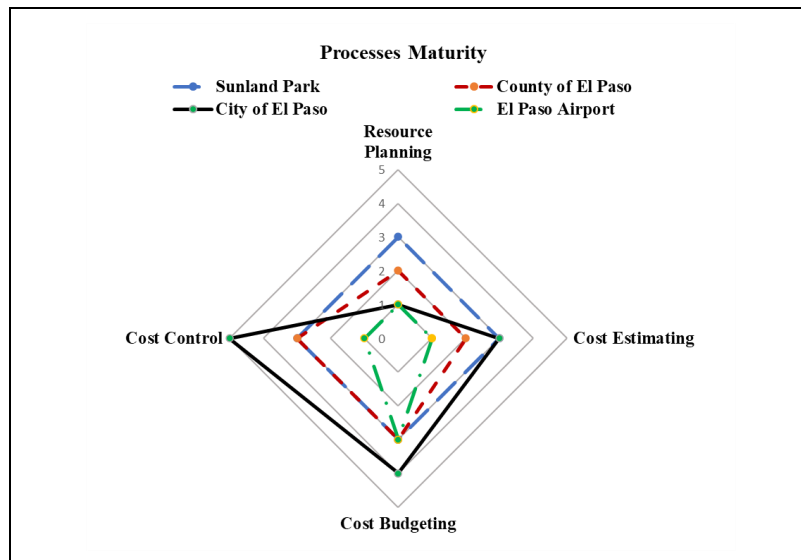 Processes Maturity
Sunland Park
County of El Paso
City of El Paso
El Paso Airport
Resource
Planning
5
4
3
2
1
0
Cost Control
Cost Estimating
Cost Budgeting